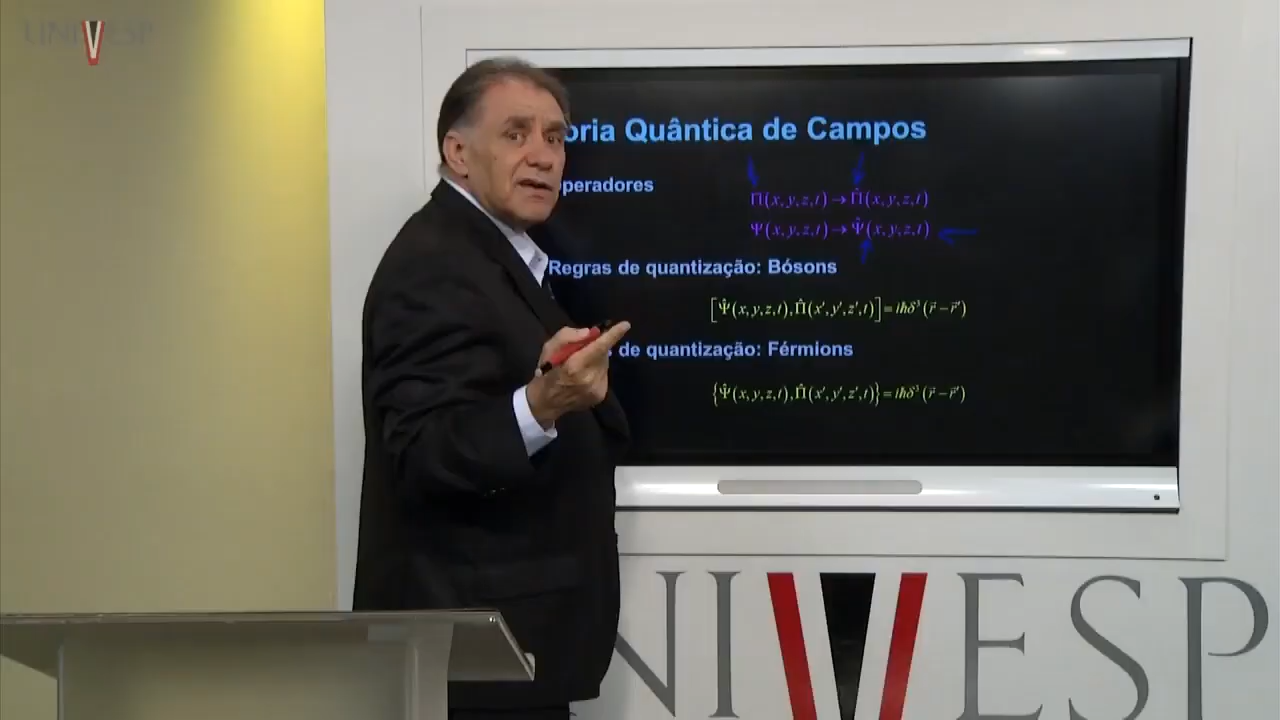 UNIVESP
oria Quântica de Campos
peradores
Π(x,y,z,t)→Π̂(x,y,z,t)
Ψ(x,y,z,t)→Ψ̂(x,y,z,t)
Regras de quantização: Bósons
[Ψ̂(x,y,z,t),Π̂(x',y',z',t)]=iħδ³(r⃗−r⃗')
s de quantização: Férmions
{Ψ̂(x,y,z,t),Π̂(x',y',z',t)}=iħδ³(r⃗−r⃗')
NIVESP